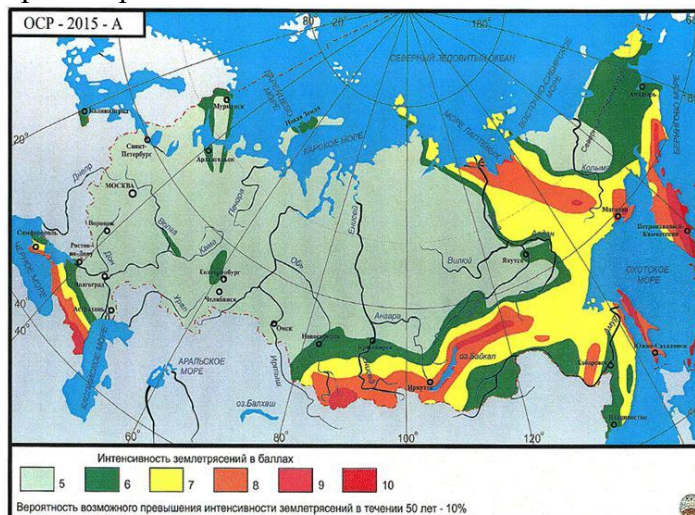 ОСР - 2015 - А
СЕВЕРНЫЙ ЛЕДОВИТЫЙ ОКЕАН
БАРЕНЦЕВО МОРЕ
ВОСТОЧНО-СИБИРСКОЕ МОРЕ
БЕРИНГОВО МОРЕ
Калининград
Мурманск
Новая Земля
КАРСКОЕ МОРЕ
МОРЕ ЛАПТЕВЫХ
Анадырь
20°
Санкт-Петербург
Архангельск
Колыма
Днепр
МОСКВА
Печора
Енисей
Магадан
Петропавловск-Камчатский
Симферополь
Воронеж
Волга
Кама
Обь
Вилюй
Алдан
Якутск
Ростов-на-Дону
Дон
Екатеринбург
ОХОТСКОЕ МОРЕ
ЧЕРНОЕ МОРЕ
Волгоград
Урал
Челябинск
Ангара
40
Астрахань
Омск
Новосибирск
Красноярск
Амур
40°
АРАЛЬСКОЕ МОРЕ
Иртыш
Иркутск
оз.Байкал
Хабаровск
Южно-Сахалинск
КАСПИЙСКОЕ МОРЕ
оз.Балхаш
Владивосток
60°
80°
100°
120°
Интенсивность землетрясений в баллах
5 6 7 8 9 10
Вероятность возможного превышения интенсивности землетрясений в течении 50 лет - 10%